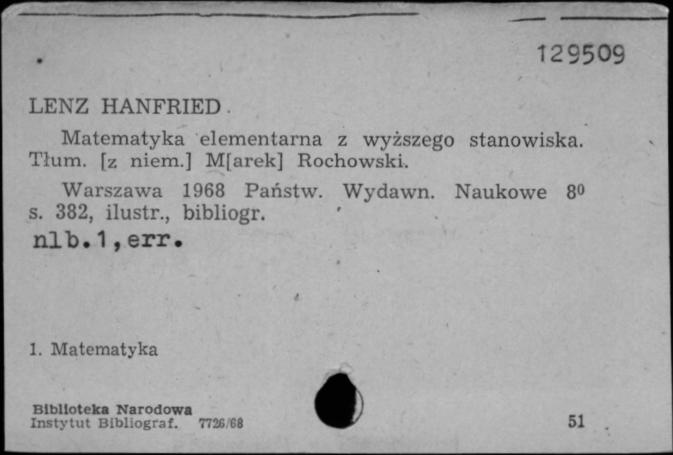 129509
LENZ HANFRIED
Matematyka elementarna z wyższego stanowiska.
Tłum. [z niem.] M[arek] Rochowski.
Warszawa 1968 Państw. Wydawn. Naukowe 8⁰
s. 382, ilustr., bibliogr.
nlb.1,err.
1. Matematyka
Biblioteka Narodowa
Instytut Bibliograf. 7726/68
51